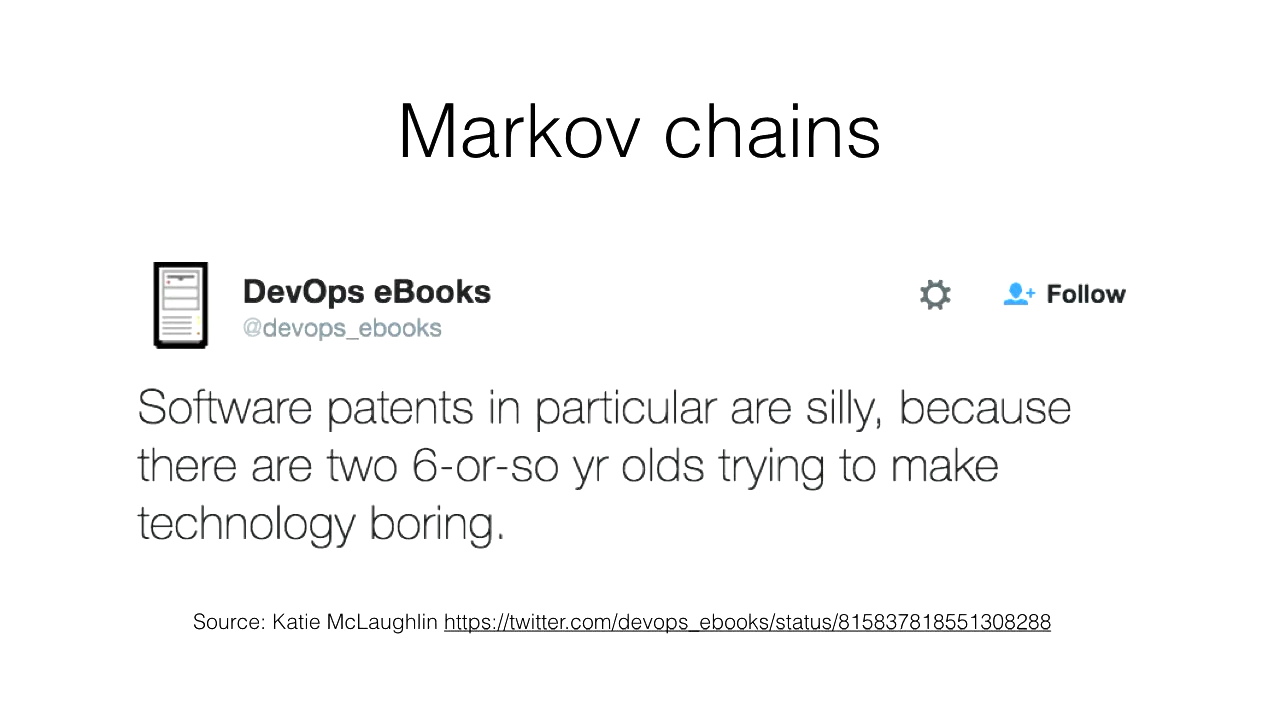 Markov chains
DevOps eBooks
Follow
@devops_ebooks
Software patents in particular are silly, because
there are two 6-or-so yr olds trying to make
technology boring.
Source: Katie McLaughlin https://twitter.com/devops_ebooks/status/815837818551308288